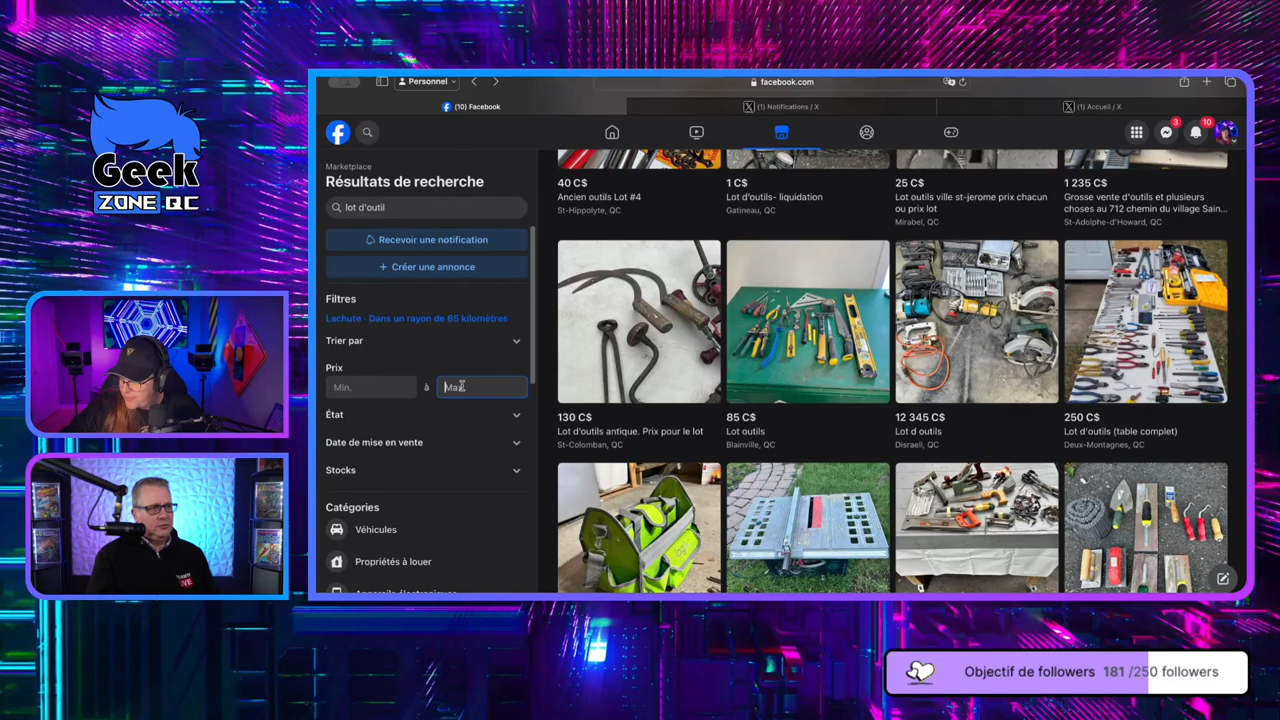 Geek
ZONE QC
Personnel
facebook.com
(10) Facebook
(1) Notifications / X
(1) Accueil / X
3
10
Marketplace
Résultats de recherche
lot d'outil
Recevoir une notification
+ Créer une annonce
Filtres
Lachute · Dans un rayon de 65 kilomètres
Trier par
Prix
Min.
à
Max.
État
Date de mise en vente
Stocks
Catégories
Véhicules
Propriétés à louer
40 C$
Ancien outils Lot #4
St-Hippolyte, QC
1 C$
Lot d'outils- liquidation
Gatineau, QC
25 C$
Lot outils ville st-jerome prix chacun
ou prix lot
Mirabel, QC
1 235 C$
Grosse vente d'outils et plusieurs
choses au 712 chemin du village Sain...
St-Adolphe-d'Howard, QC
130 C$
Lot d'outils antique. Prix pour le lot
St-Colomban, QC
85 C$
Lot outils
Blainville, QC
12 345 C$
Lot d outils
Disraeli, QC
250 C$
Lot d'outils (table complet)
Deux-Montagnes, QC
Objectif de followers 181 /250 followers